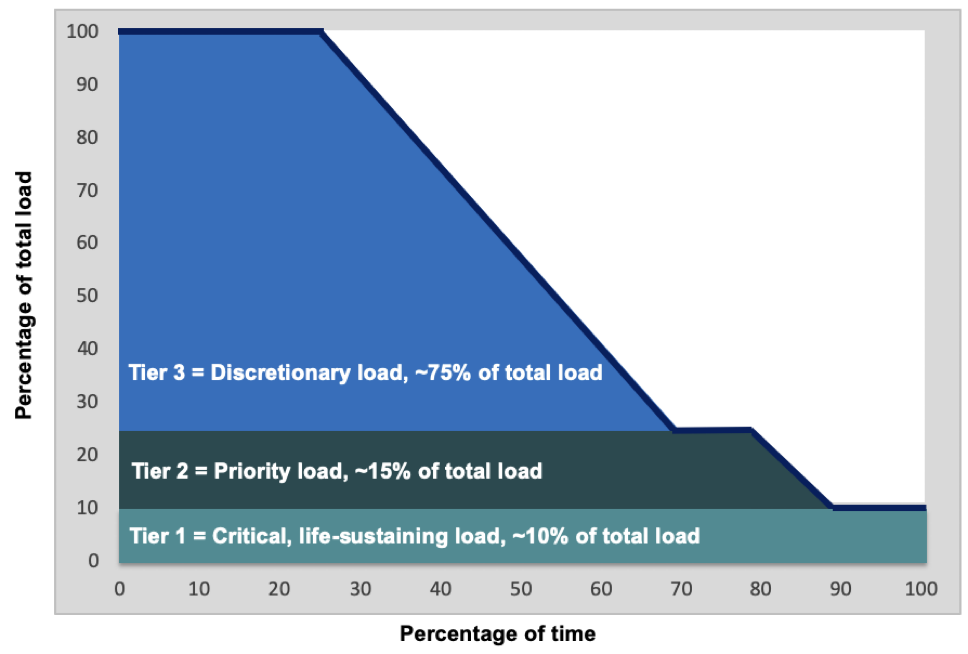 100
90
80
70
60
50
40
30
20
10
0
Percentage of total load
Tier 3 = Discretionary load, ~75% of total load
Tier 2 = Priority load, ~15% of total load
Tier 1 = Critical, life-sustaining load, ~10% of total load
0 10 20 30 40 50 60 70 80 90 100
Percentage of time